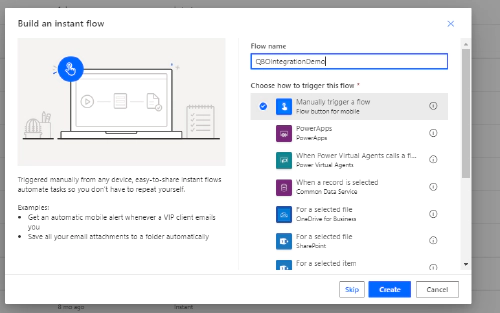 Build an instant flow
Flow name
QBOIntegrationDemo
Choose how to trigger this flow *
Manually trigger a flow
Flow button for mobile
PowerApps
PowerApps
When Power Virtual Agents calls a fl...
Power Virtual Agents
When a record is selected
Common Data Service
For a selected file
OneDrive for Business
For a selected file
SharePoint
For a selected item
Triggered manually from any device, easy-to-share instant flows
automate tasks so you don't have to repeat yourself.
Examples:
• Get an automatic mobile alert whenever a VIP client emails
you
• Save all your email attachments to a folder automatically
Skip
Create
Cancel
8 mo ago
Instant